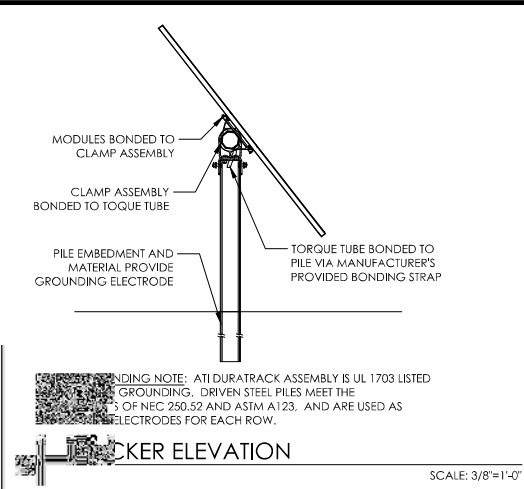 MODULES BONDED TO
CLAMP ASSEMBLY
CLAMP ASSEMBLY
BONDED TO TOQUE TUBE
PILE EMBEDMENT AND
MATERIAL PROVIDE
GROUNDING ELECTRODE
TORQUE TUBE BONDED TO
PILE VIA MANUFACTURER'S
PROVIDED BONDING STRAP
NOTE: ATI DURATRACK ASSEMBLY IS UL 1703 LISTED
GROUNDING. DRIVEN STEEL PILES MEET THE
OF NEC 250.52 AND ASTM A123, AND ARE USED AS
ELECTRODES FOR EACH ROW.
ELEVATION
SCALE: 3/8"=1'-0"